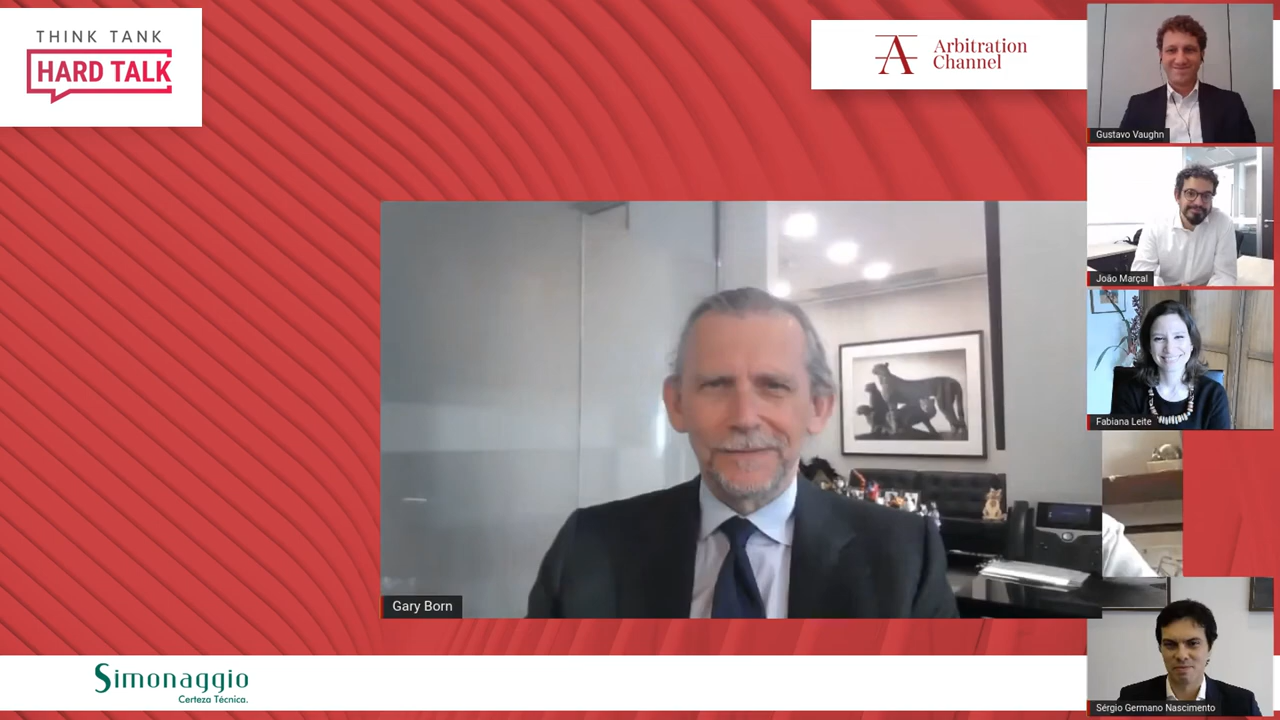 THINK TANK
HARD TALK
Arbitration
Channel
Gustavo Vaughn
João Marçal
Fabiana Leite
Gary Born
Sérgio Germano Nascimento
Simonaggio
Certeza Técnica.